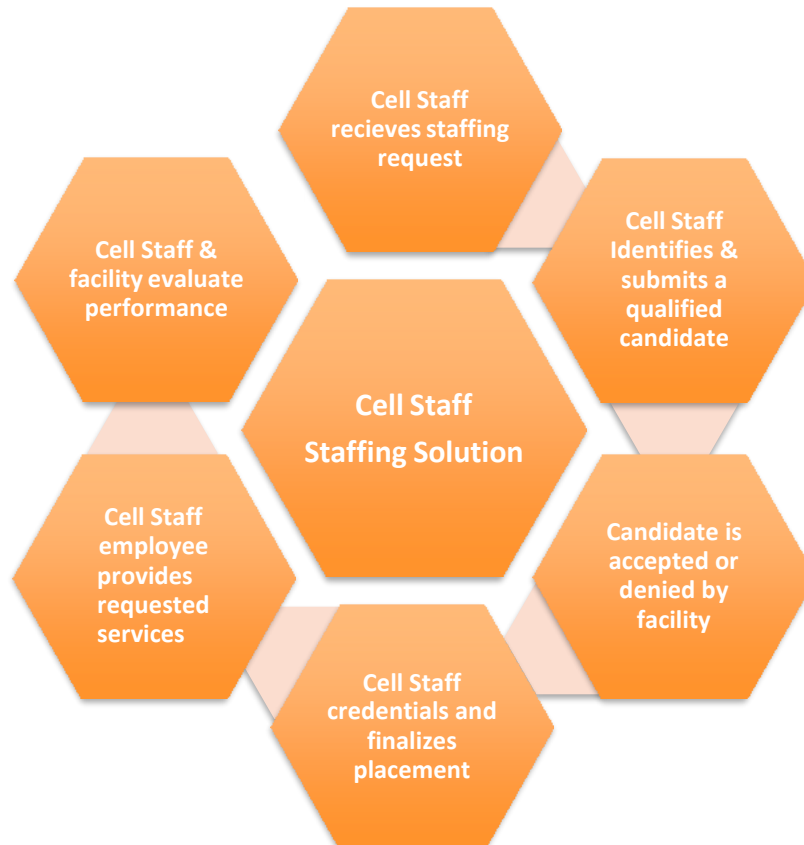 Cell Staff
recieves staffing
request
Cell Staff
Identifies &
submits a
qualified
candidate
Candidate is
accepted or
denied by
facility
Cell Staff
credentials and
finalizes
placement
Cell Staff
employee
provides
requested
services
Cell Staff &
facility evaluate
performance
Cell Staff
Staffing Solution